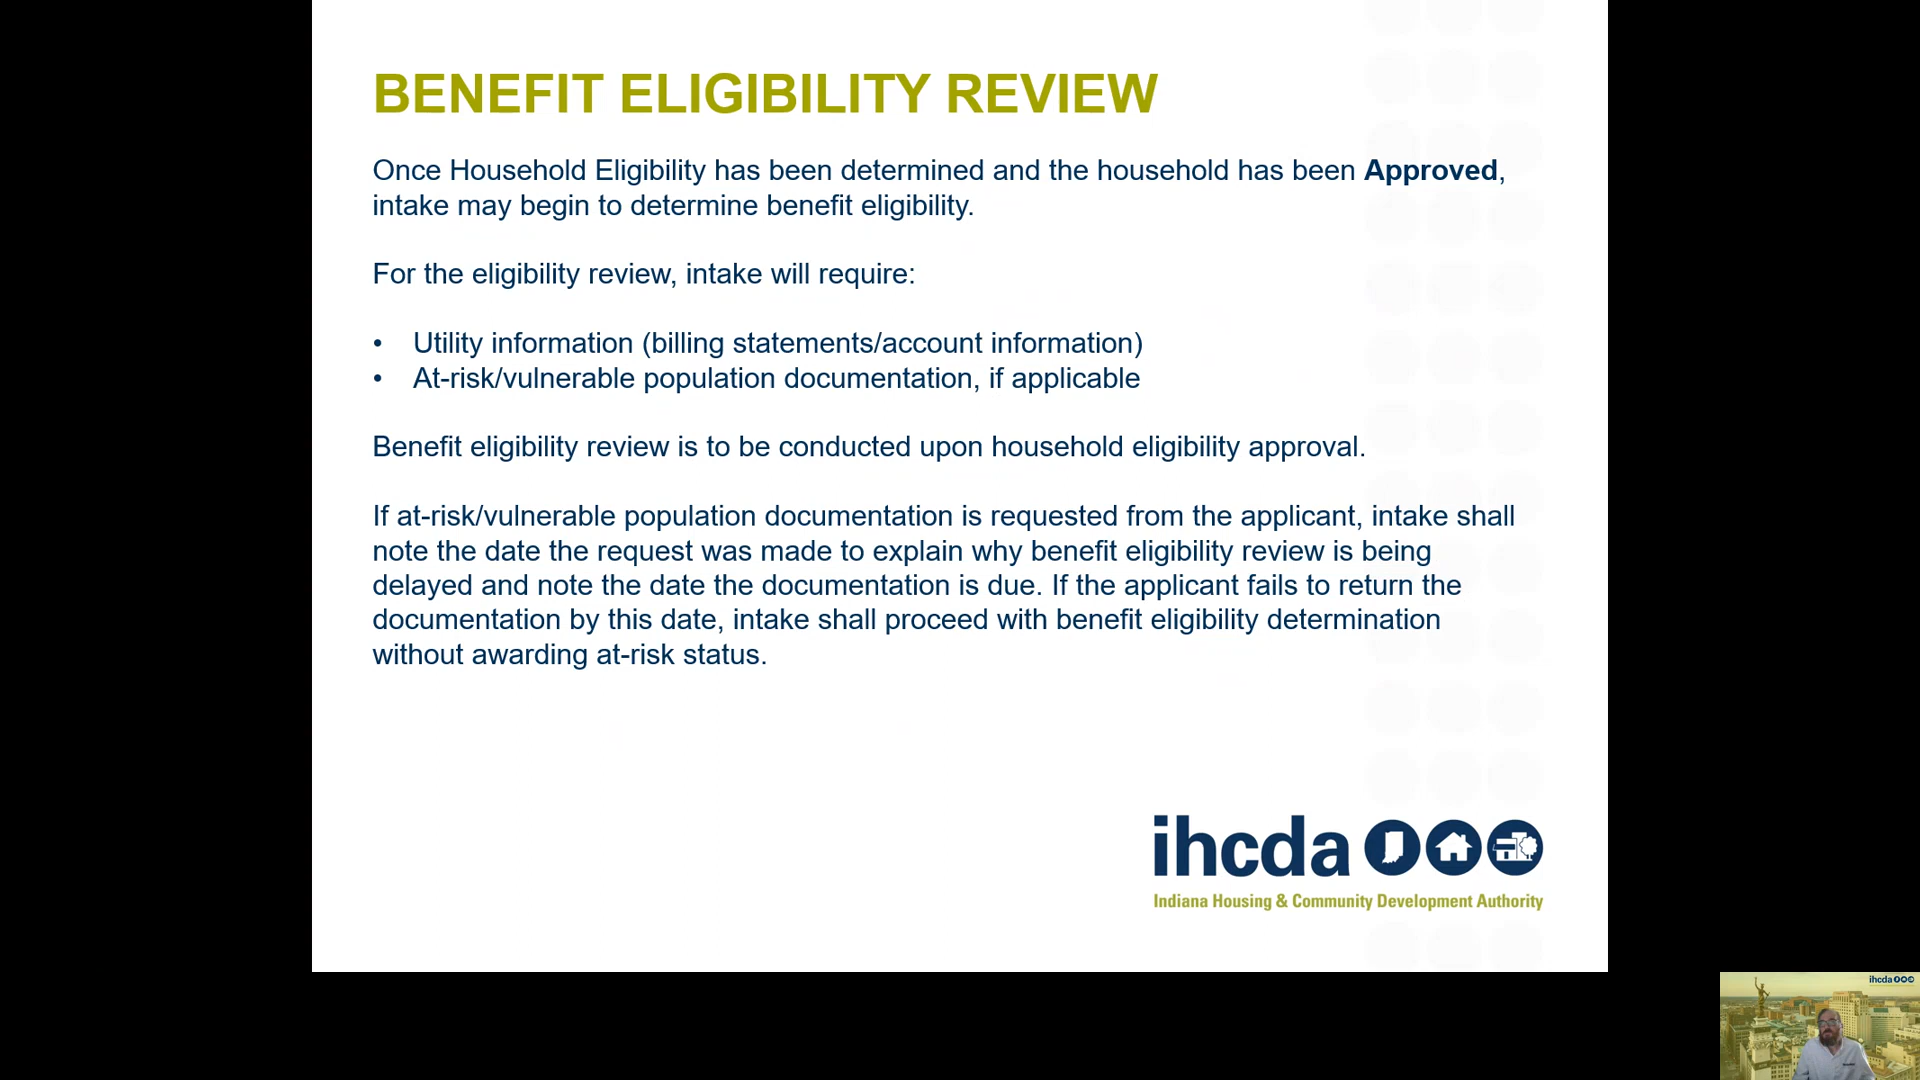 BENEFIT ELIGIBILITY REVIEW
Once Household Eligibility has been determined and the household has been Approved,
intake may begin to determine benefit eligibility.
For the eligibility review, intake will require:
• Utility information (billing statements/account information)
• At-risk/vulnerable population documentation, if applicable
Benefit eligibility review is to be conducted upon household eligibility approval.
If at-risk/vulnerable population documentation is requested from the applicant, intake shall
note the date the request was made to explain why benefit eligibility review is being
delayed and note the date the documentation is due. If the applicant fails to return the
documentation by this date, intake shall proceed with benefit eligibility determination
without awarding at-risk status.
ihcda
Indiana Housing & Community Development Authority
ihcda